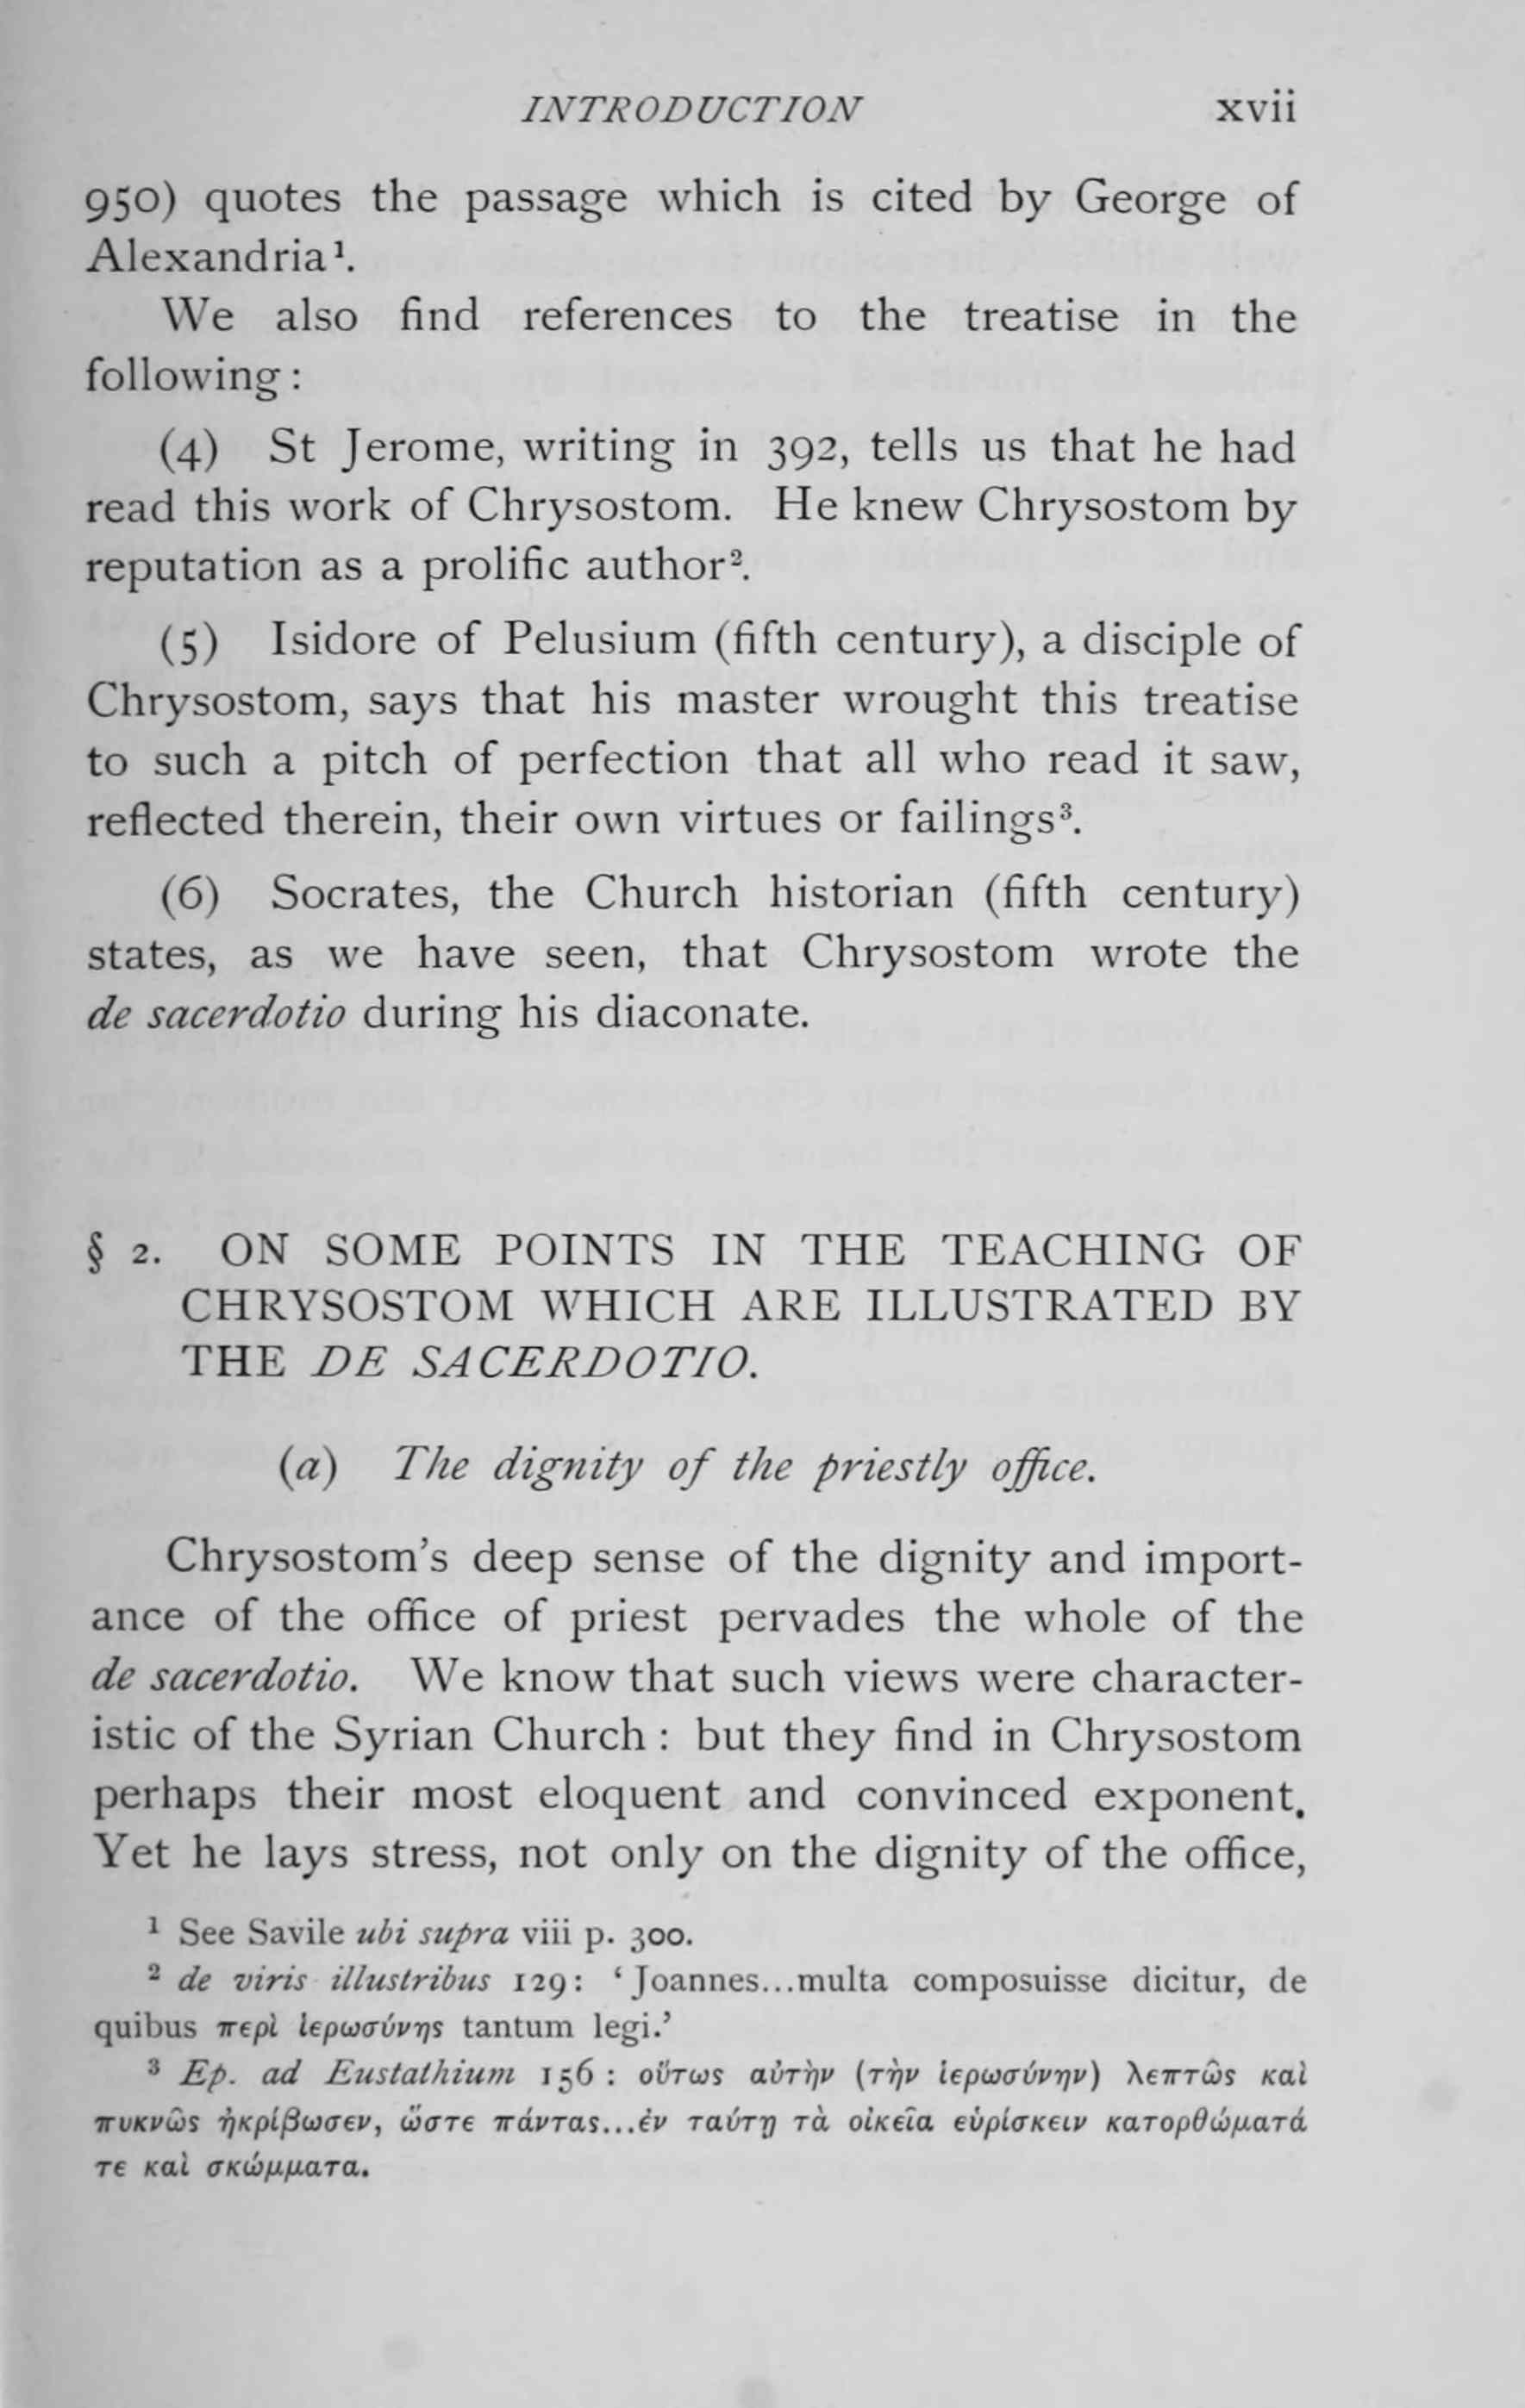 INTRODUCTION xvii
950) quotes the passage which is cited by George of
Alexandria¹.
We also find references to the treatise in the
following :
(4) St Jerome, writing in 392, tells us that he had
read this work of Chrysostom. He knew Chrysostom by
reputation as a prolific author².
(5) Isidore of Pelusium (fifth century), a disciple of
Chrysostom, says that his master wrought this treatise
to such a pitch of perfection that all who read it saw,
reflected therein, their own virtues or failings³.
(6) Socrates, the Church historian (fifth century)
states, as we have seen, that Chrysostom wrote the
de sacerdotio during his diaconate.
§ 2. ON SOME POINTS IN THE TEACHING OF
CHRYSOSTOM WHICH ARE ILLUSTRATED BY
THE DE SACERDOTIO.
(a) The dignity of the priestly office.
Chrysostom's deep sense of the dignity and import-
ance of the office of priest pervades the whole of the
de sacerdotio. We know that such views were character-
istic of the Syrian Church : but they find in Chrysostom
perhaps their most eloquent and convinced exponent.
Yet he lays stress, not only on the dignity of the office,
¹ See Savile ubi supra viii p. 300.
² de viris illustribus 129: ‘Joannes...multa composuisse dicitur, de
quibus περὶ ἱερωσύνης tantum legi.’
³ Ep. ad Eustathium 156 : οὕτως αὐτὴν (τὴν ἱερωσύνην) λεπτῶς καὶ
πυκνῶς ἠκρίβωσεν, ὥστε πάντας...ἐν ταύτῃ τὰ οἰκεῖα εὑρίσκειν κατορθώματά
τε καὶ σκώμματα.